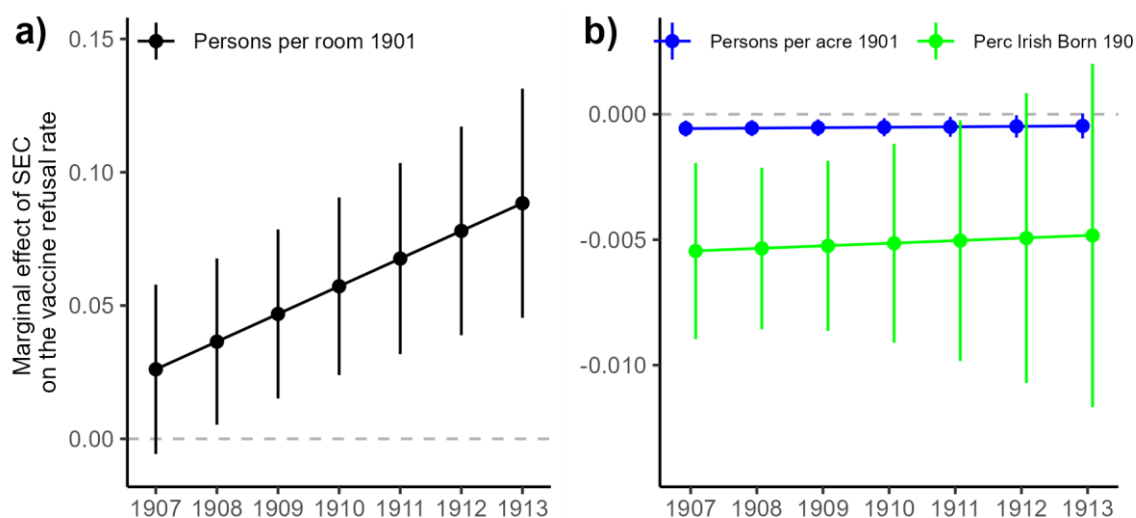 a)
Persons per room 1901
Marginal effect of SEC
on the vaccine refusal rate
0.15
0.10
0.05
0.00
1907 1908 1909 1910 1911 1912 1913
b)
Persons per acre 1901 Perc Irish Born 190
0.000
-0.005
-0.010
1907 1908 1909 1910 1911 1912 1913